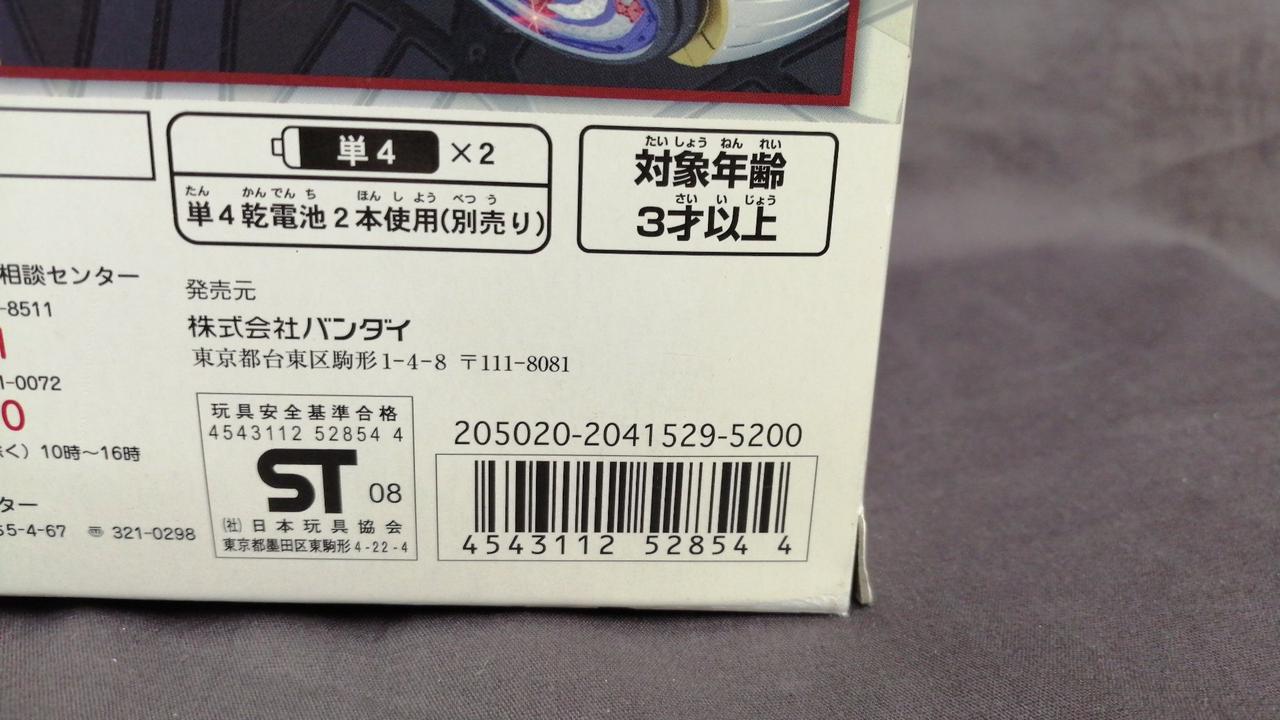 単4 ×2
たん かんでんち ほんしよう べつう
単4乾電池2本使用(別売り)
たいしょう ねんれい
対象年齢
さい いじょう
3才以上
相談センター
-8511
1-0072
0
10時〜16時
ター
55-4-67 321-0298
発売元
株式会社バンダイ
東京都台東区駒形1-4-8 〒111-8081
玩具安全基準合格
4543112 52854 4
ST 08
(社)日本玩具協会
東京都墨田区東駒形4-22-4
205020-2041529-5200
4543112 52854 4